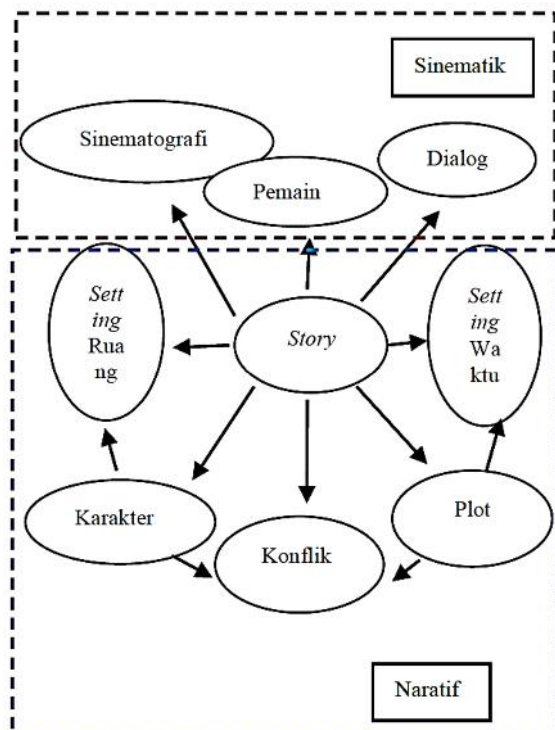 Sinematik
Sinematografi
Dialog
Pemain
Sett
ing
Rua
ng
Story
Sett
ing
Wa
ktu
Karakter
Konflik
Plot
Naratif